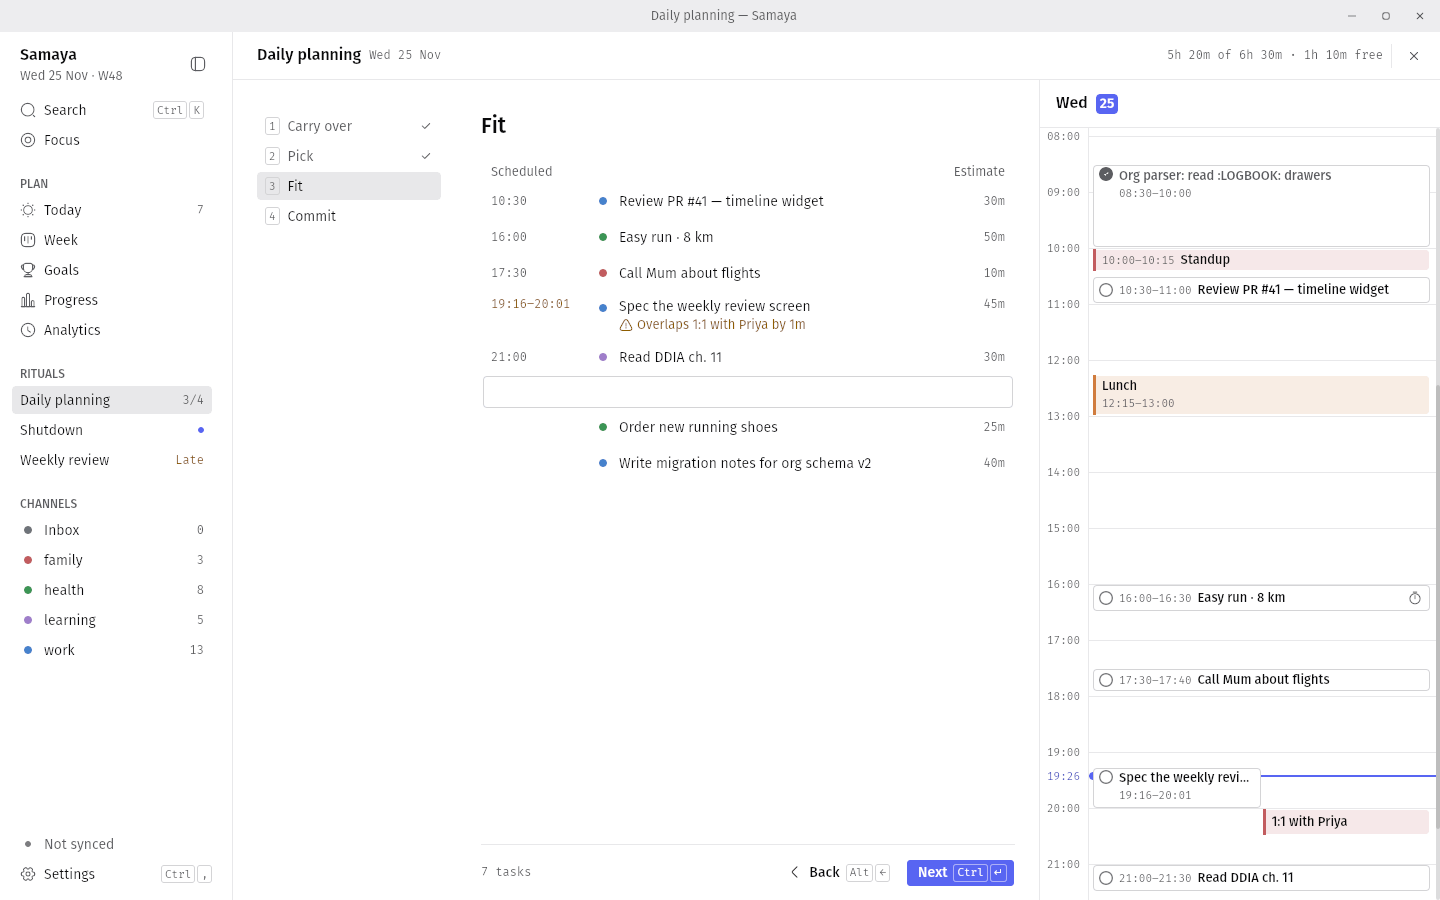 Daily planning — Samaya
Samaya
Wed 25 Nov · W48
Search Ctrl K
Focus
PLAN
Today 7
Week
Goals
Progress
Analytics
RITUALS
Daily planning 3/4
Shutdown
Weekly review Late
CHANNELS
Inbox 0
family 3
health 8
learning 5
work 13
Not synced
Settings Ctrl ,
Daily planning Wed 25 Nov
5h 20m of 6h 30m · 1h 10m free
1 Carry over
2 Pick
3 Fit
4 Commit
Fit
Scheduled Estimate
10:30 Review PR #41 — timeline widget 30m
16:00 Easy run · 8 km 50m
17:30 Call Mum about flights 10m
19:16–20:01 Spec the weekly review screen 45m
Overlaps 1:1 with Priya by 1m
21:00 Read DDIA ch. 11 30m
Order new running shoes 25m
Write migration notes for org schema v2 40m
7 tasks
Back Alt ←
Next Ctrl ↵
Wed 25
08:00
Org parser: read :LOGBOOK: drawers
08:30–10:00
09:00
10:00
10:00–10:15 Standup
10:30–11:00 Review PR #41 — timeline widget
11:00
12:00
Lunch
12:15–13:00
13:00
14:00
15:00
16:00
16:00–16:30 Easy run · 8 km
17:00
17:30–17:40 Call Mum about flights
18:00
19:00
19:26
Spec the weekly revi…
19:16–20:01
20:00
1:1 with Priya
21:00
21:00–21:30 Read DDIA ch. 11